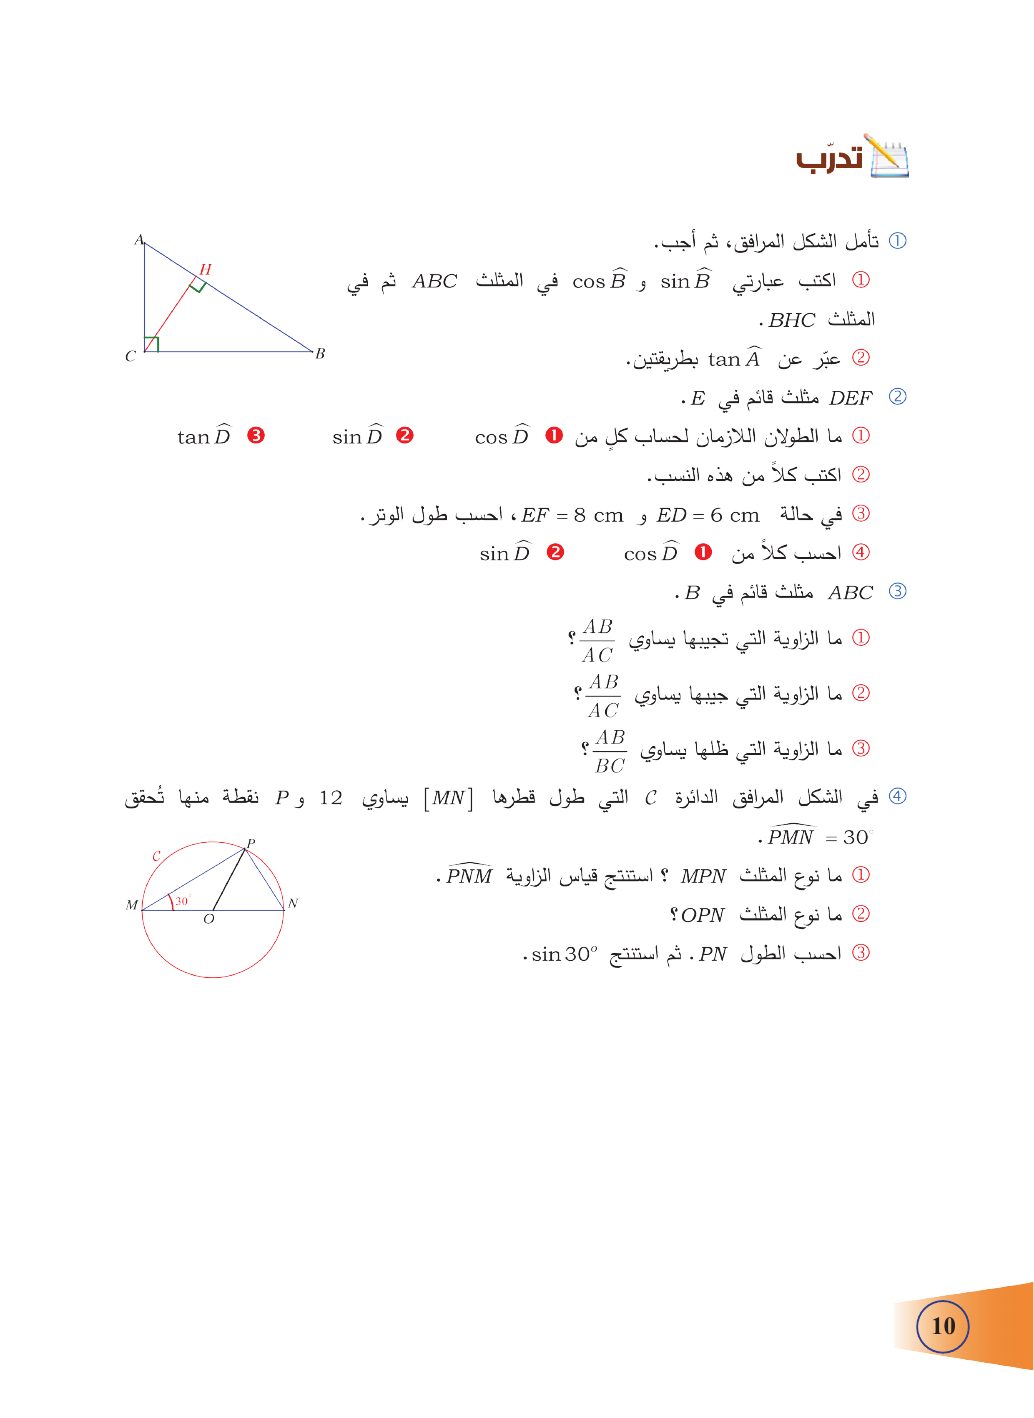 تدرّب
① تأمل الشكل المرافق، ثم أجب.
① اكتب عبارتي sin B̂ و cos B̂ في المثلث ABC ثم في
المثلث BHC.
② عبّر عن tan Â بطريقتين.
A
H
C
B
② DEF مثلث قائم في E.
① ما الطولان اللازمان لحساب كلٍ من ❶ cos D̂ ❷ sin D̂ ❸ tan D̂
② اكتب كلاً من هذه النسب.
③ في حالة ED = 6 cm و EF = 8 cm، احسب طول الوتر.
④ احسب كلاً من ❶ cos D̂ ❷ sin D̂
③ ABC مثلث قائم في B.
① ما الزاوية التي تجيبها يساوي AB/AC؟
② ما الزاوية التي جيبها يساوي AB/AC؟
③ ما الزاوية التي ظلها يساوي AB/BC؟
④ في الشكل المرافق الدائرة C التي طول قطرها [MN] يساوي 12 و P نقطة منها تُحقق
PMN̂ = 30°.
① ما نوع المثلث MPN ؟ استنتج قياس الزاوية PNM̂.
② ما نوع المثلث OPN؟
③ احسب الطول PN. ثم استنتج sin 30°.
C
P
M
30°
O
N
10